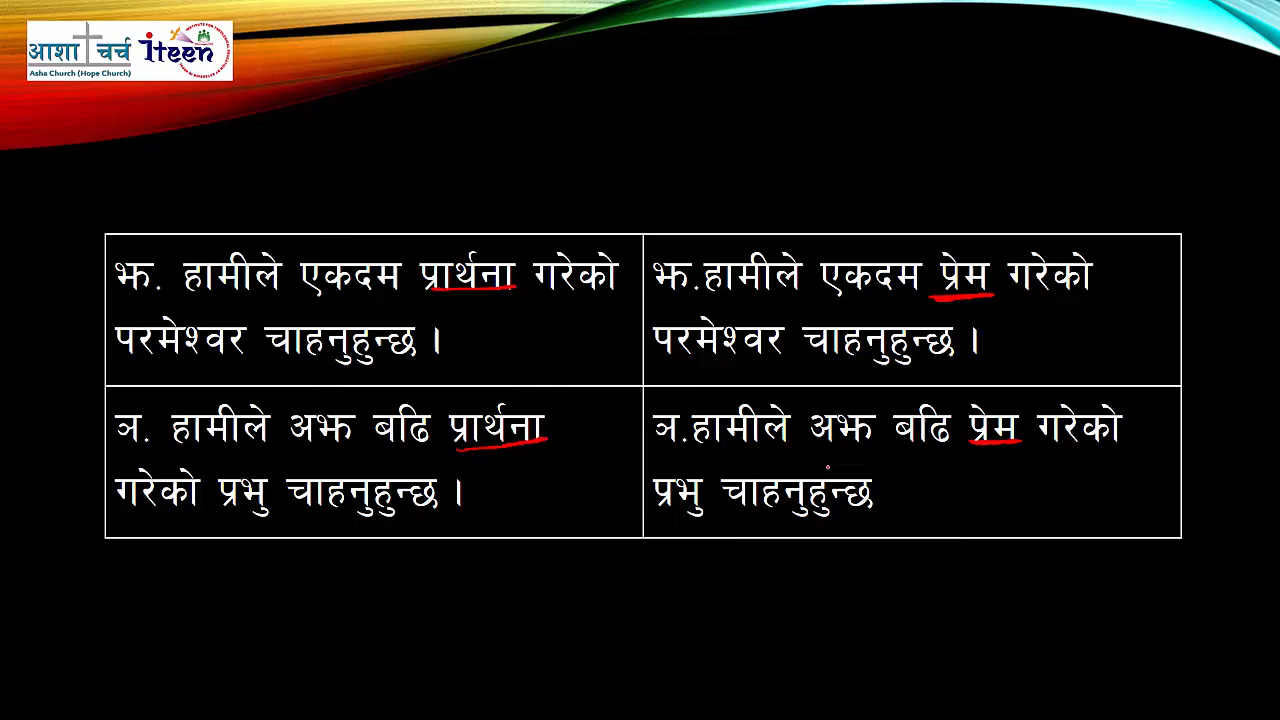 आशा चर्च
Asha Church (Hope Church)
iteen
झ. हामीले एकदम प्रार्थना गरेको
परमेश्वर चाहनुहुन्छ ।
झ.हामीले एकदम प्रेम गरेको
परमेश्वर चाहनुहुन्छ ।
ञ. हामीले अझ बढि प्रार्थना
गरेको प्रभु चाहनुहुन्छ ।
ञ.हामीले अझ बढि प्रेम गरेको
प्रभु चाहनुहुन्छ